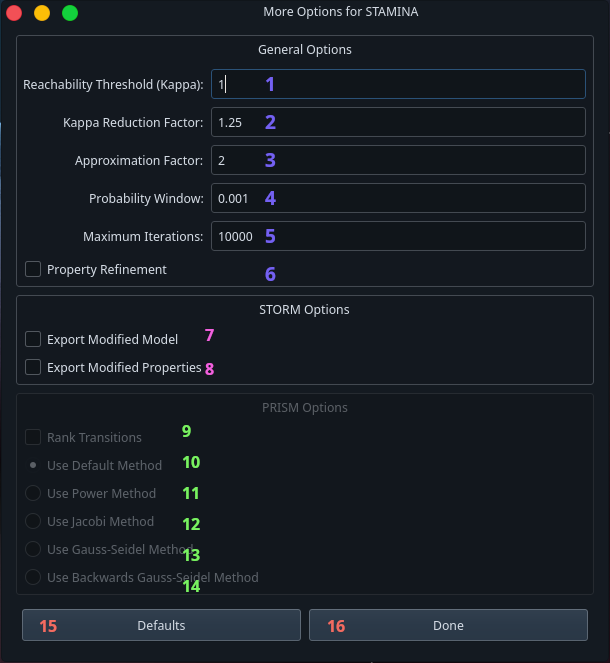 More Options for STAMINA
General Options
Reachability Threshold (Kappa): 1 1
Kappa Reduction Factor: 1.25 2
Approximation Factor: 2 3
Probability Window: 0.001 4
Maximum Iterations: 10000 5
Property Refinement 6
STORM Options
Export Modified Model 7
Export Modified Properties 8
PRISM Options
Rank Transitions 9
Use Default Method 10
Use Power Method 11
Use Jacobi Method 12
Use Gauss-Seidel Method 13
Use Backwards Gauss-Seidel Method 14
15 Defaults 16 Done